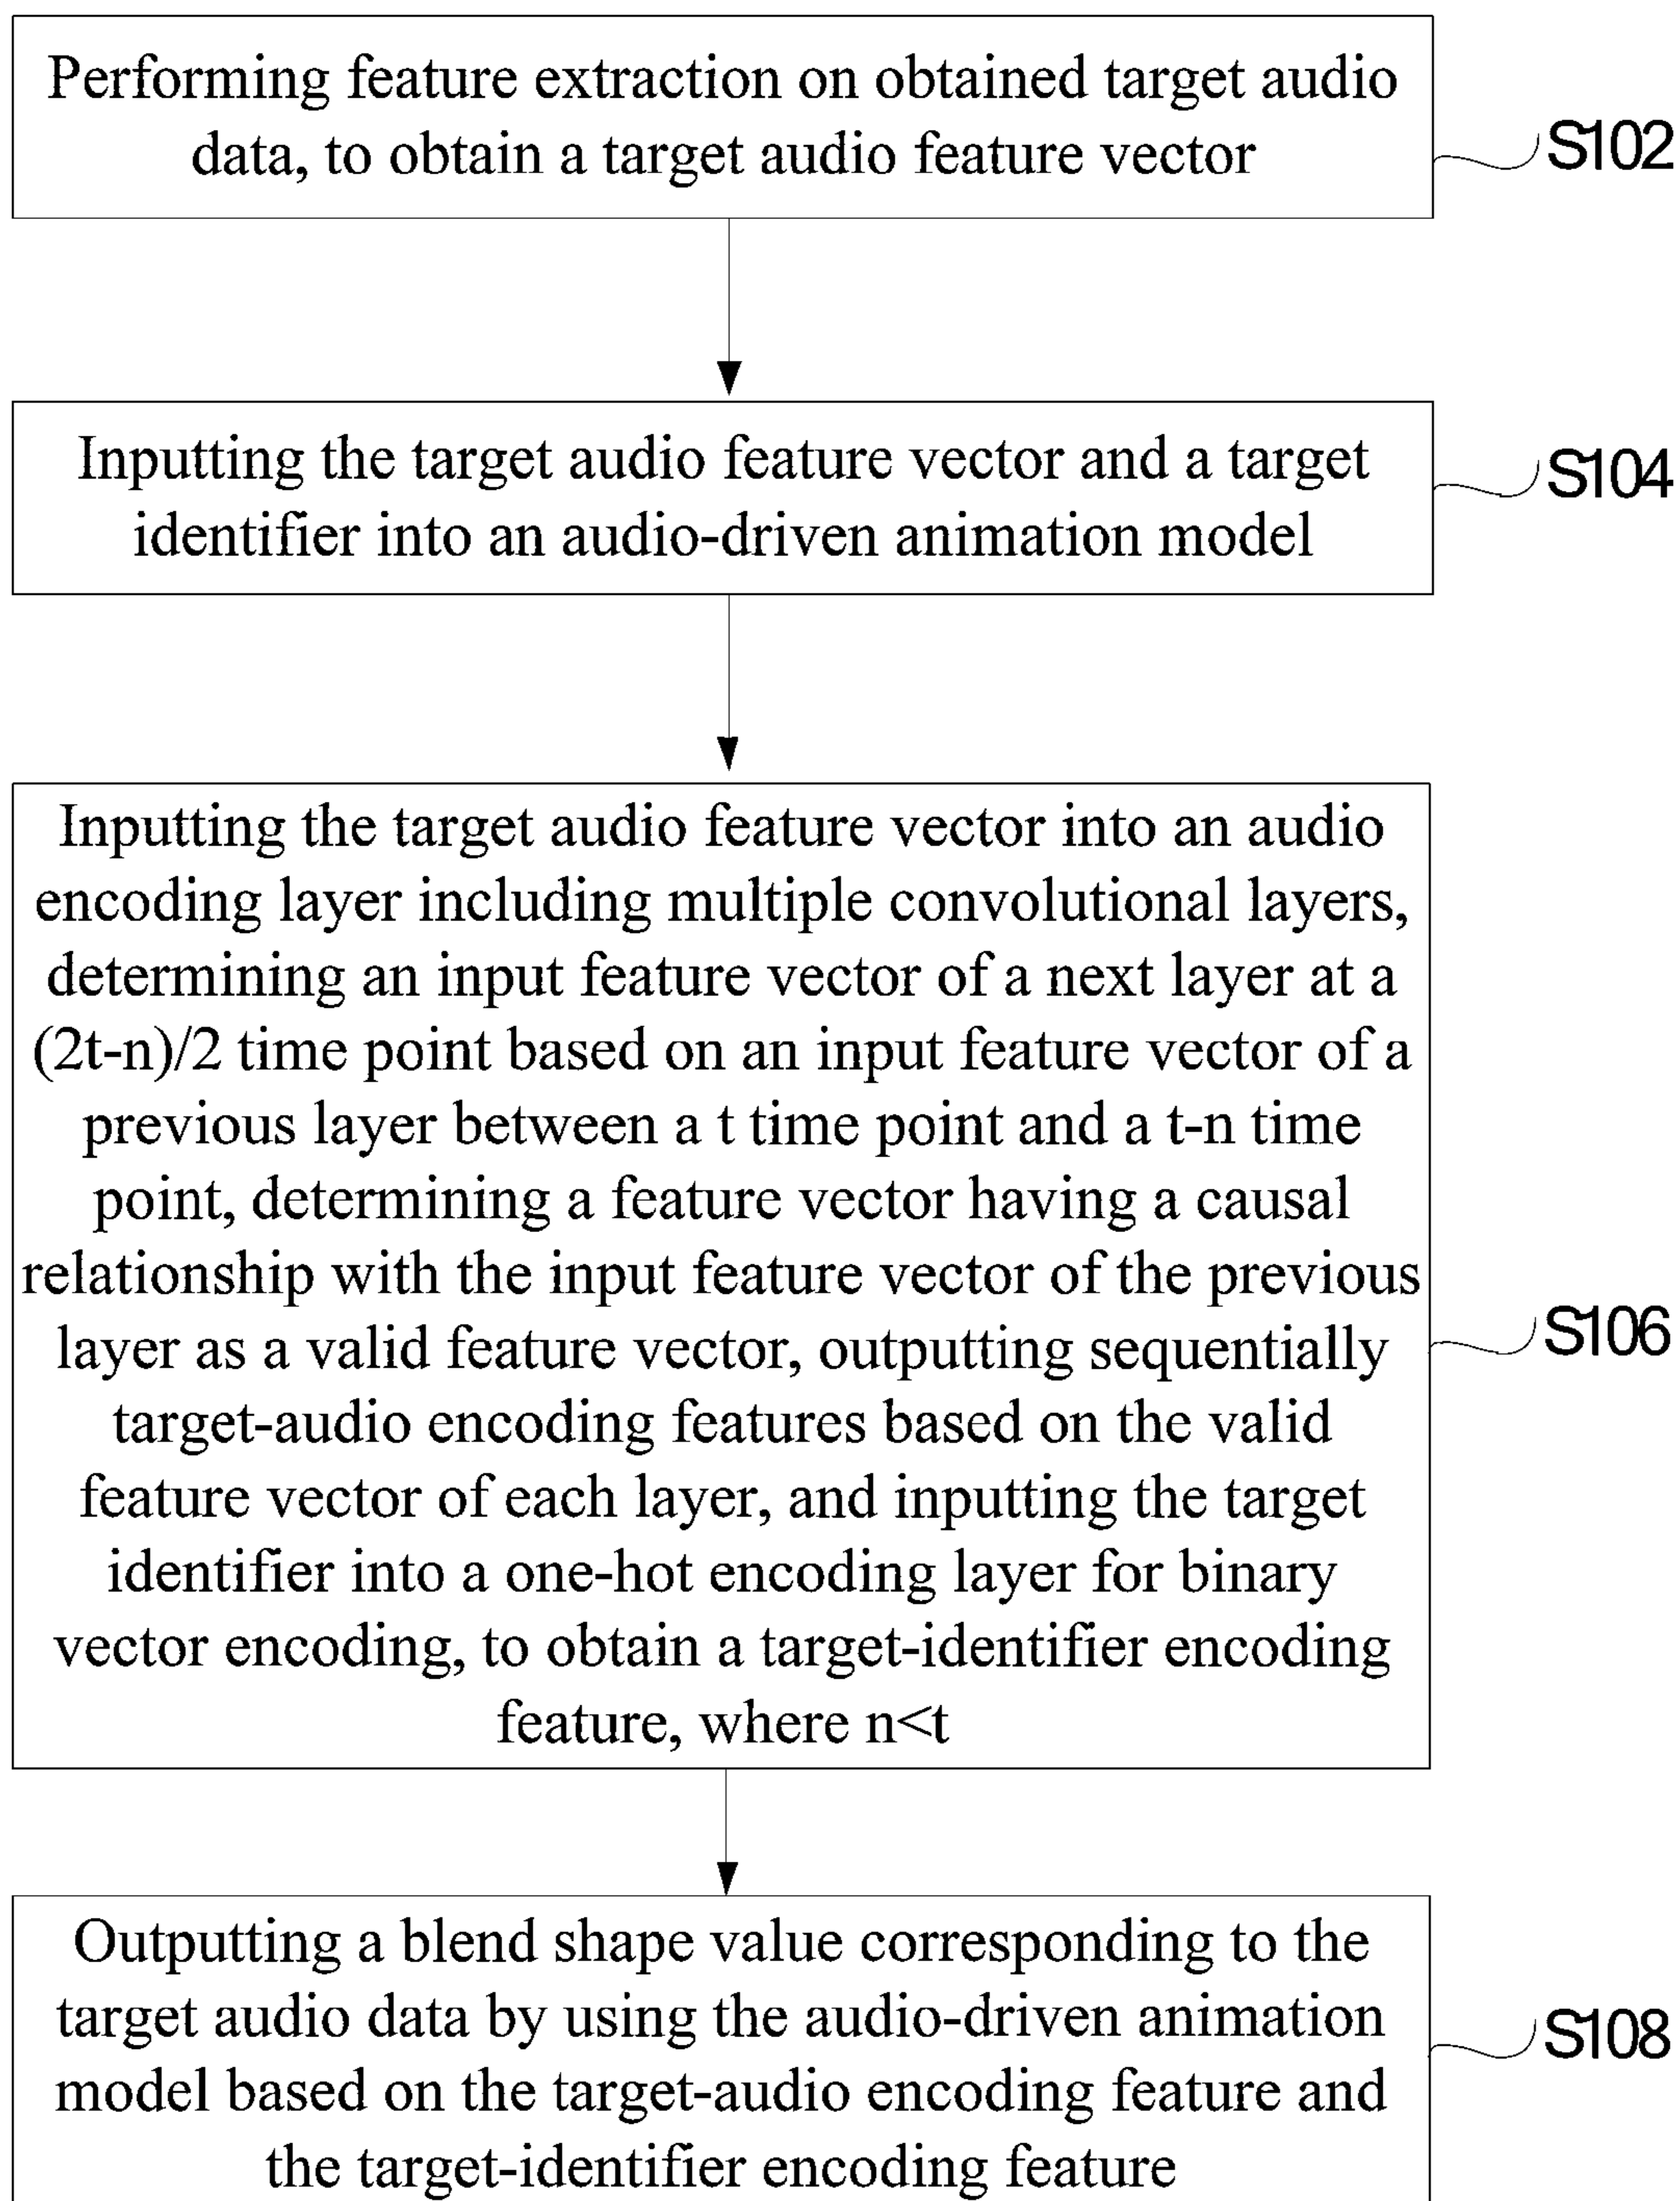 Performing feature extraction on obtained target audio
data, to obtain a target audio feature vector
S102
Inputting the target audio feature vector and a target
identifier into an audio-driven animation model
S104
Inputting the target audio feature vector into an audio
encoding layer including multiple convolutional layers,
determining an input feature vector of a next layer at a
(2t-n)/2 time point based on an input feature vector of a
previous layer between a t time point and a t-n time
point, determining a feature vector having a causal
relationship with the input feature vector of the previous
layer as a valid feature vector, outputting sequentially
target-audio encoding features based on the valid
feature vector of each layer, and inputting the target
identifier into a one-hot encoding layer for binary
vector encoding, to obtain a target-identifier encoding
feature, where n<t
S106
Outputting a blend shape value corresponding to the
target audio data by using the audio-driven animation
model based on the target-audio encoding feature and
the target-identifier encoding feature
S108